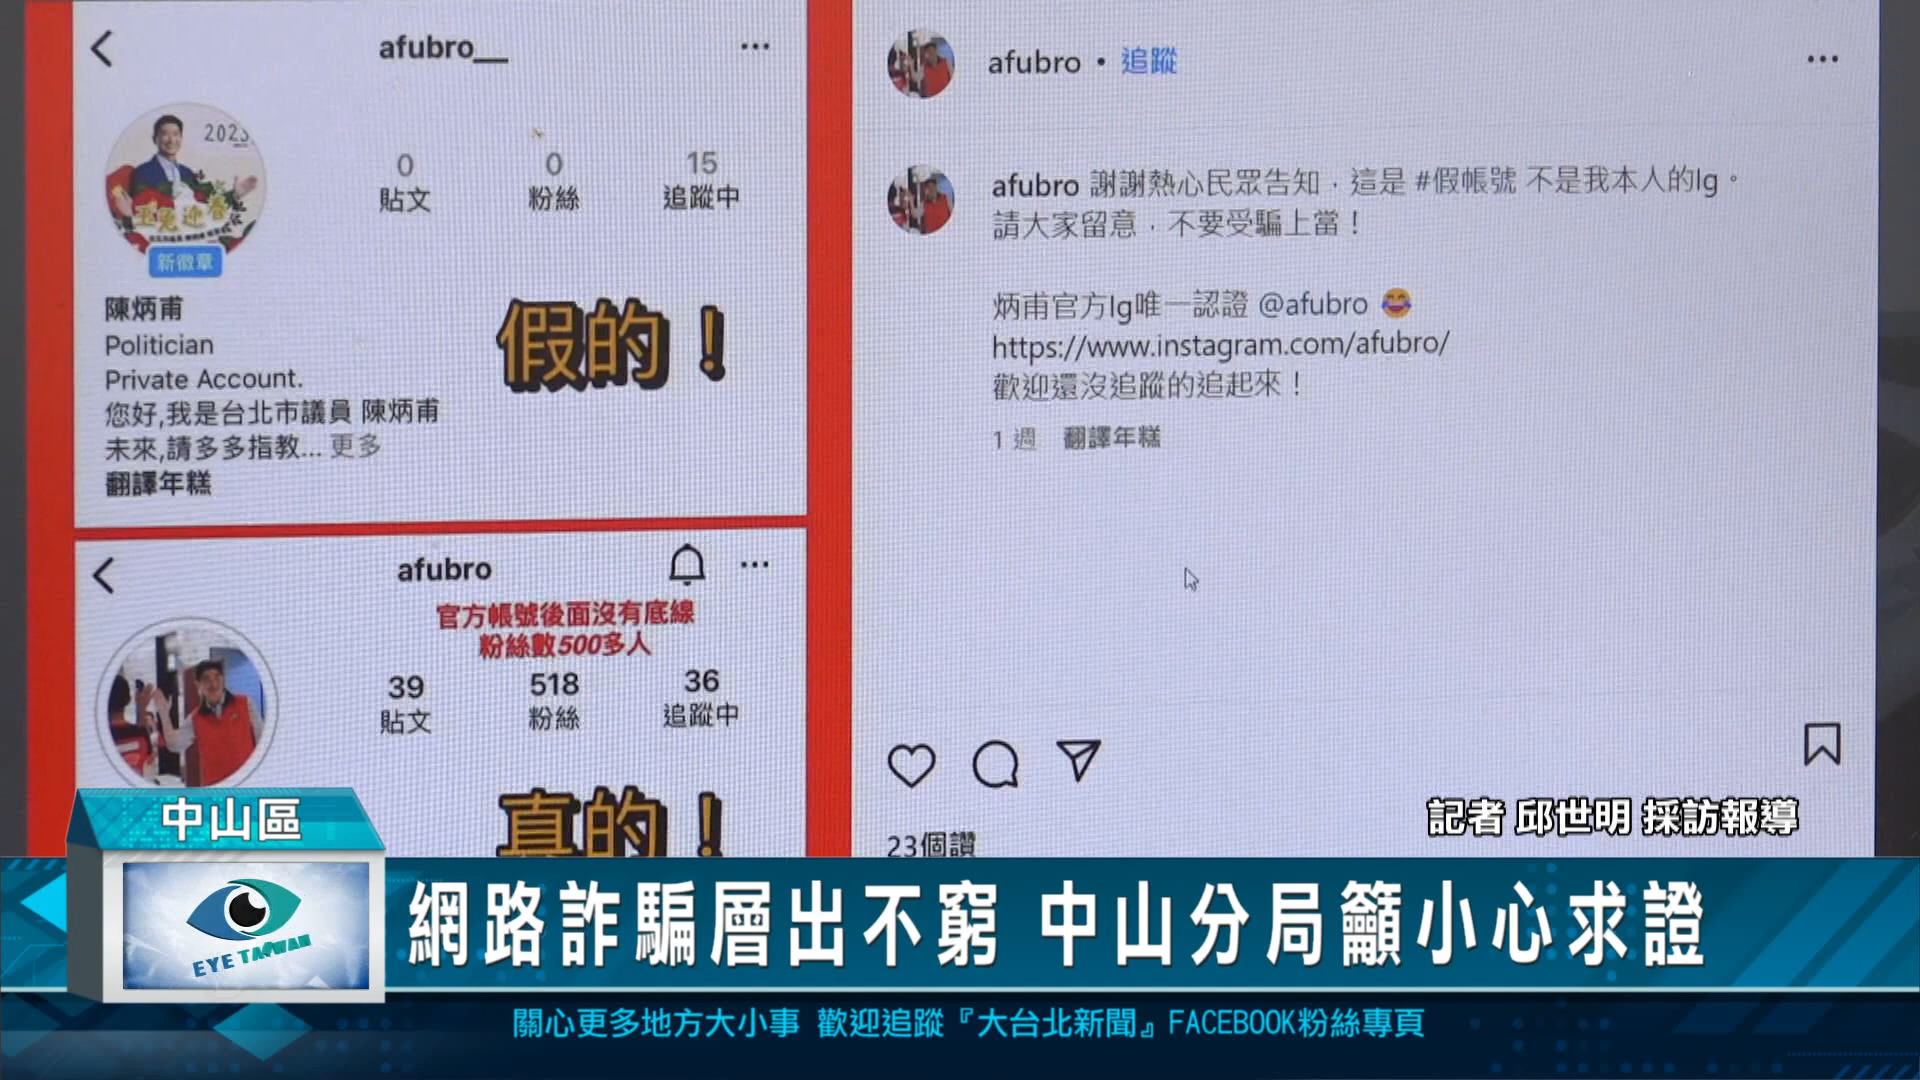 afubro__
2023
0
0
15
貼文
粉絲
追蹤中
新徽章
陳炳甫
Politician
Private Account.
您好,我是台北市議員 陳炳甫
未來,請多多指教... 更多
翻譯年糕
假的！
afubro
官方帳號後面沒有底線
粉絲數500多人
39
518
36
貼文
粉絲
追蹤中
真的！
afubro • 追蹤
afubro 謝謝熱心民眾告知，這是 #假帳號 不是我本人的Ig。
請大家留意，不要受騙上當！
炳甫官方Ig唯一認證 @afubro 😂
https://www.instagram.com/afubro/
歡迎還沒追蹤的追起來！
1 週 翻譯年糕
23個讚
記者 邱世明 採訪報導
中山區
EYE TAIWAN
網路詐騙層出不窮 中山分局籲小心求證
關心更多地方大小事 歡迎追蹤『大台北新聞』FACEBOOK粉絲專頁